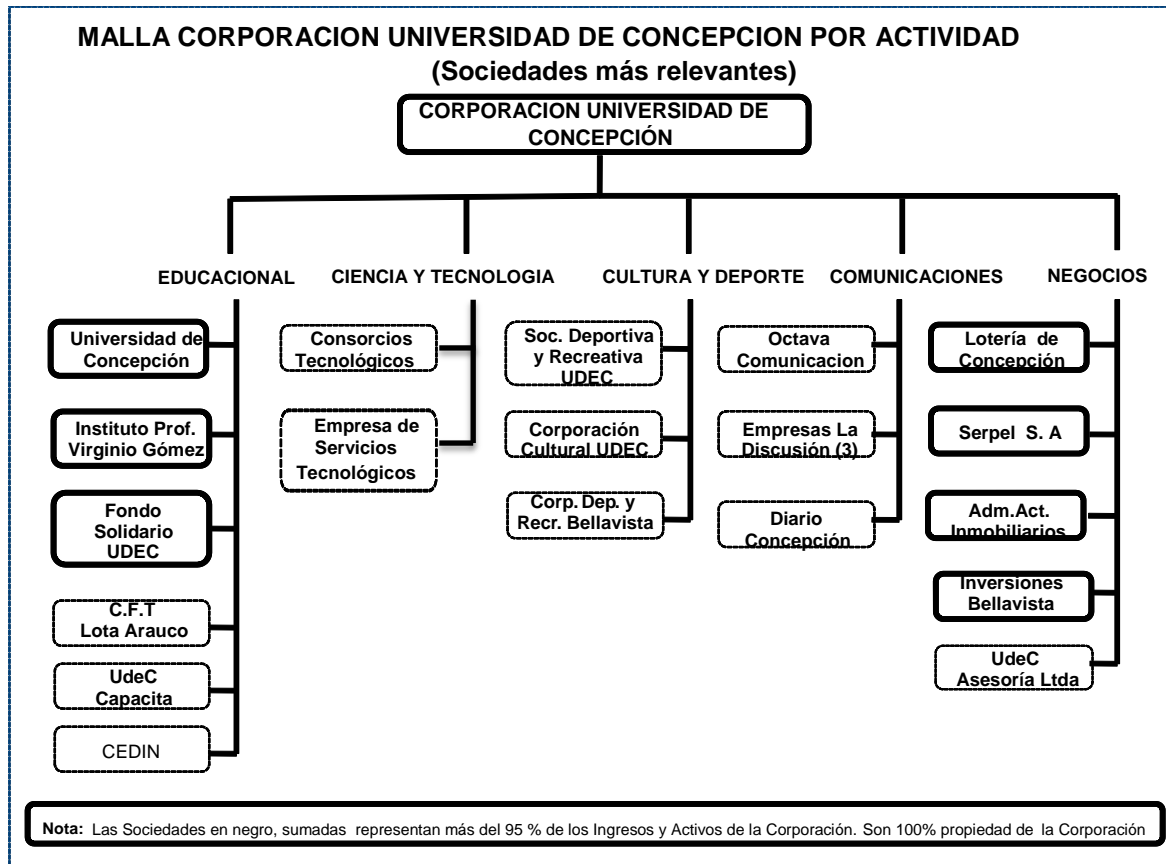 MALLA CORPORACION UNIVERSIDAD DE CONCEPCION POR ACTIVIDAD
(Sociedades más relevantes)
CORPORACION UNIVERSIDAD DE
CONCEPCIÓN
EDUCACIONAL
Universidad de
Concepción
Instituto Prof.
Virginio Gómez
Fondo
Solidario
UDEC
C.F.T
Lota Arauco
UdeC
Capacita
CEDIN
CIENCIA Y TECNOLOGIA
Consorcios
Tecnológicos
Empresa de
Servicios
Tecnológicos
CULTURA Y DEPORTE
Soc. Deportiva
y Recreativa
UDEC
Corporación
Cultural UDEC
Corp. Dep. y
Recr. Bellavista
COMUNICACIONES
Octava
Comunicacion
Empresas La
Discusión (3)
Diario
Concepción
NEGOCIOS
Lotería de
Concepción
Serpel S. A
Adm.Act.
Inmobiliarios
Inversiones
Bellavista
UdeC
Asesoría Ltda
Nota: Las Sociedades en negro, sumadas representan más del 95 % de los Ingresos y Activos de la Corporación. Son 100% propiedad de la Corporación